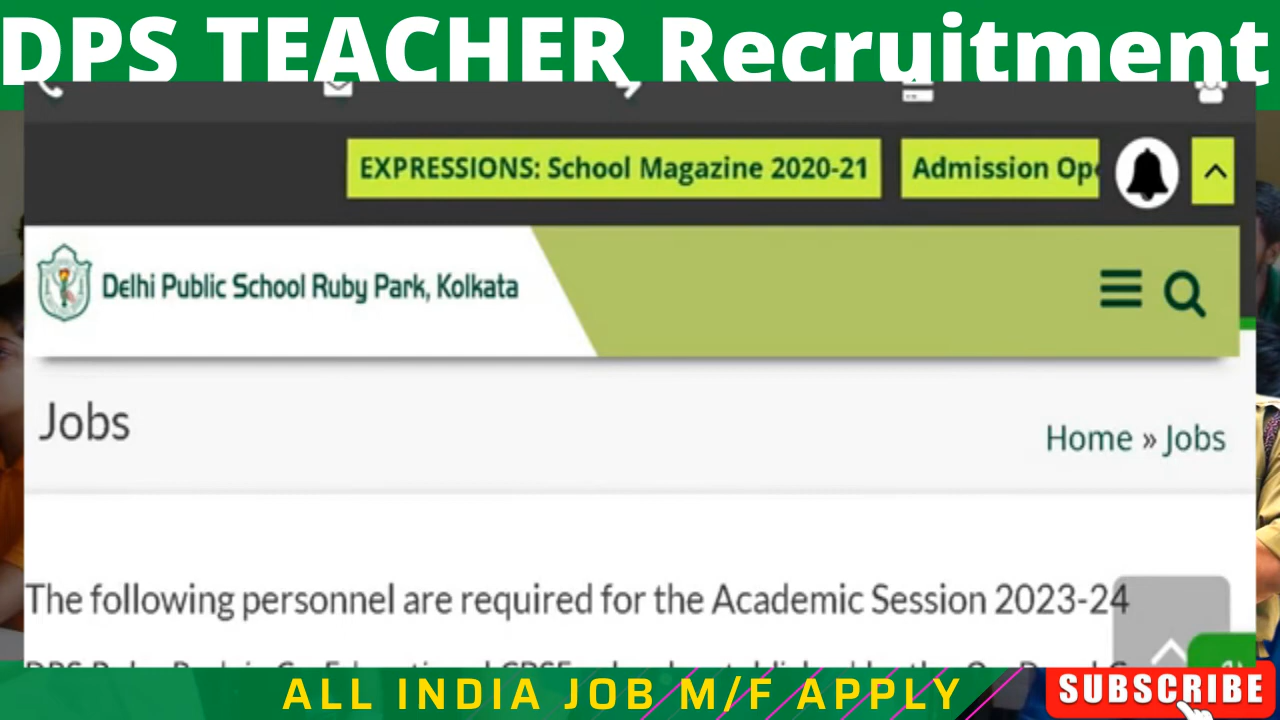 DPS TEACHER Recruitment
EXPRESSIONS: School Magazine 2020-21
Admission Op
Delhi Public School Ruby Park, Kolkata
Jobs
Home » Jobs
The following personnel are required for the Academic Session 2023-24
ALL INDIA JOB M/F APPLY
SUBSCRIBE